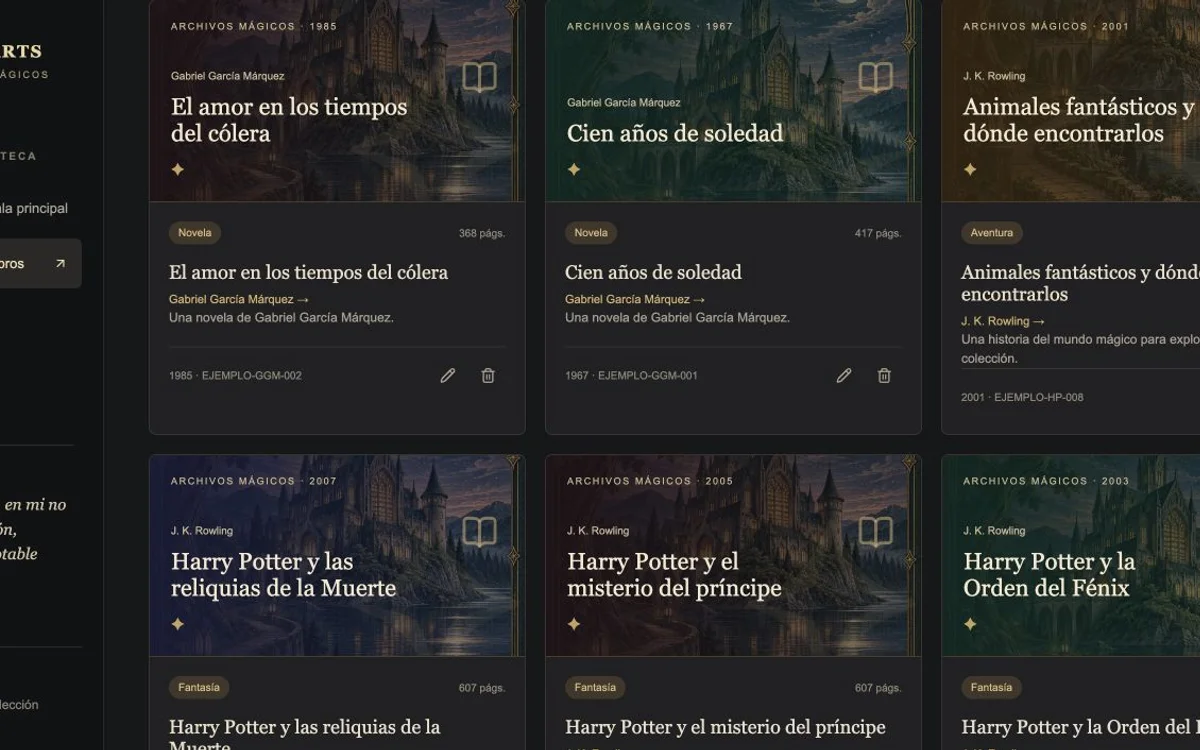 ARTS
ÁGICOS
TECA
ala principal
bros
en mi no
ón,
otable
lección
ARCHIVOS MÁGICOS · 1985
Gabriel García Márquez
El amor en los tiempos
del cólera
Novela
368 págs.
El amor en los tiempos del cólera
Gabriel García Márquez →
Una novela de Gabriel García Márquez.
1985 · EJEMPLO-GGM-002
ARCHIVOS MÁGICOS · 1967
Gabriel García Márquez
Cien años de soledad
Novela
417 págs.
Cien años de soledad
Gabriel García Márquez →
Una novela de Gabriel García Márquez.
1967 · EJEMPLO-GGM-001
ARCHIVOS MÁGICOS · 2001
J. K. Rowling
Animales fantásticos y
dónde encontrarlos
Aventura
Animales fantásticos y dónde
encontrarlos
J. K. Rowling →
Una historia del mundo mágico para explo
colección.
2001 · EJEMPLO-HP-008
ARCHIVOS MÁGICOS · 2007
J. K. Rowling
Harry Potter y las
reliquias de la Muerte
Fantasía
607 págs.
Harry Potter y las reliquias de la
Muerte
ARCHIVOS MÁGICOS · 2005
J. K. Rowling
Harry Potter y el
misterio del príncipe
Fantasía
607 págs.
Harry Potter y el misterio del príncipe
ARCHIVOS MÁGICOS · 2003
J. K. Rowling
Harry Potter y la
Orden del Fénix
Fantasía
Harry Potter y la Orden del